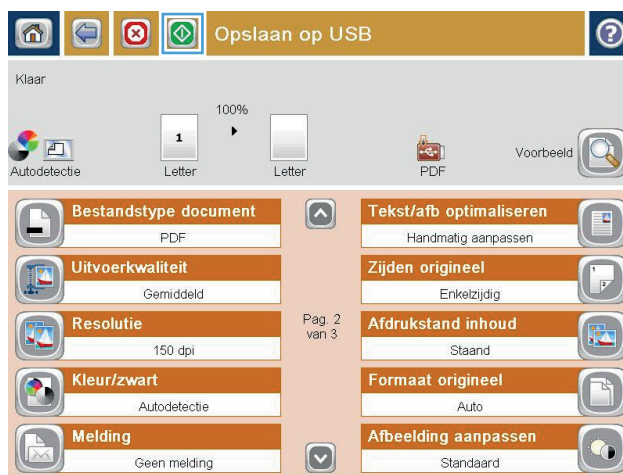 Opslaan op USB
?
Klaar
100%
1
Autodetectie
Letter
Letter
PDF
Voorbeeld
Bestandstype document
PDF
Uitvoerkwaliteit
Gemiddeld
Resolutie
150 dpi
Kleur/zwart
Autodetectie
Melding
Geen melding
Pag. 2
van 3
Tekst/afb optimaliseren
Handmatig aanpassen
Zijden origineel
1
2
Enkelzijdig
Afdrukstand inhoud
Staand
Formaat origineel
Auto
Afbeelding aanpassen
Standaard